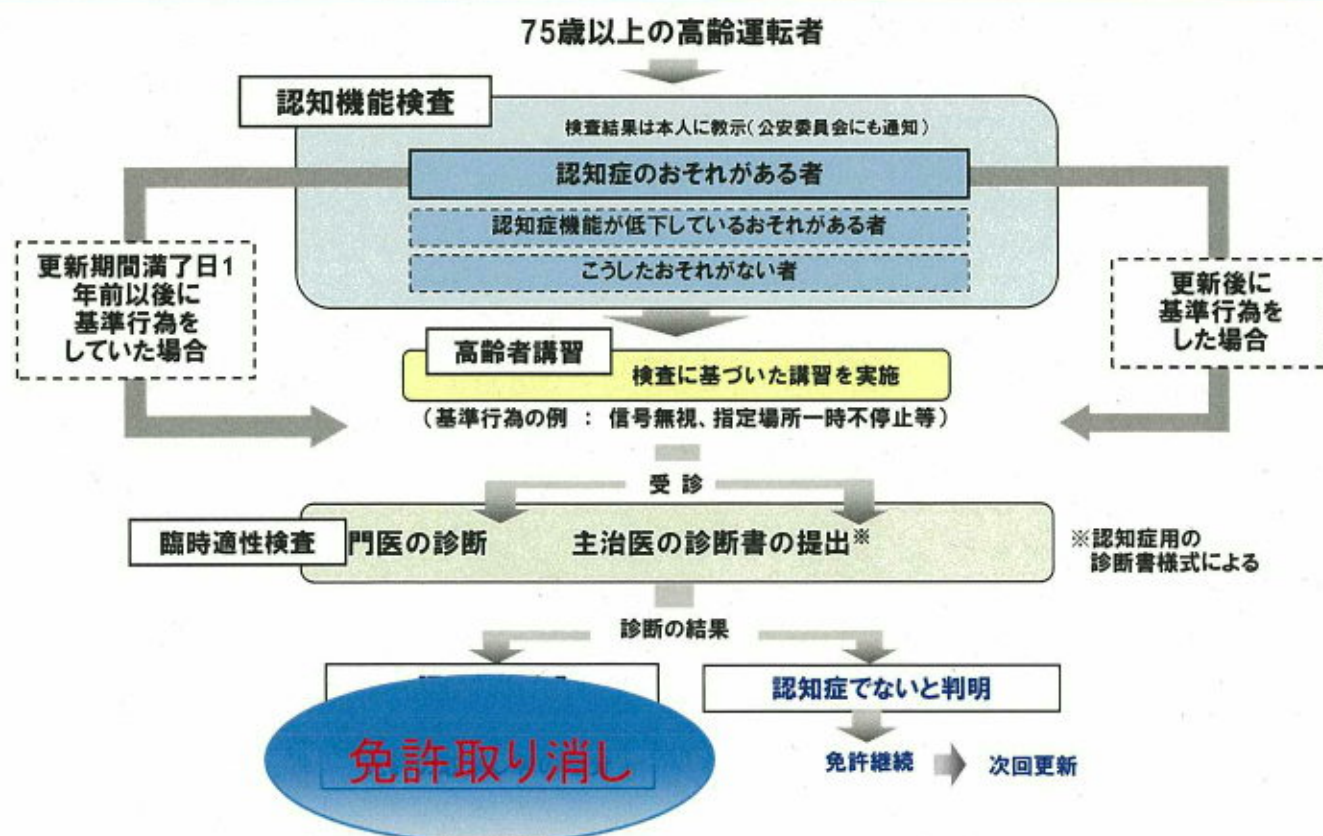 75歳以上の高齢運転者
認知機能検査
検査結果は本人に教示(公安委員会にも通知)
認知症のおそれがある者
認知症機能が低下しているおそれがある者
こうしたおそれがない者
更新期間満了日1
年前以後に
基準行為を
していた場合
更新後に
基準行為を
した場合
高齢者講習
検査に基づいた講習を実施
(基準行為の例 : 信号無視、指定場所一時不停止等)
受診
臨時適性検査
門医の診断
主治医の診断書の提出※
※認知症用の
診断書様式による
診断の結果
免許取り消し
認知症でないと判明
免許継続
次回更新